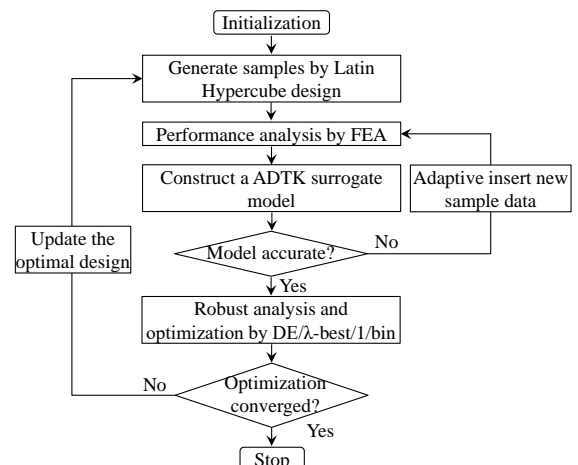 Initialization
Generate samples by Latin
Hypercube design
Performance analysis by FEA
Construct a ADTK surrogate
model
Adaptive insert new
sample data
Update the
optimal design
Model accurate?
No
Yes
Robust analysis and
optimization by DE/λ-best/1/bin
No
Optimization
converged?
Yes
Stop